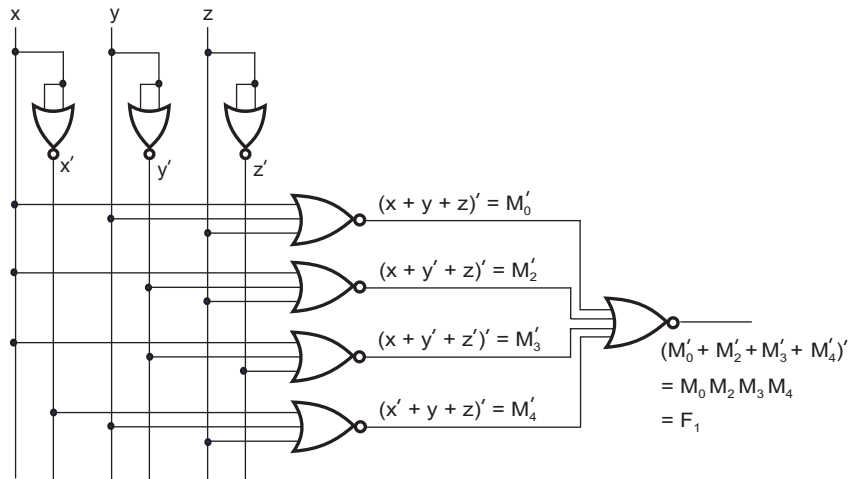 x y z
x′ y′ z′
(x + y + z)′ = M′₀
(x + y′ + z)′ = M′₂
(x + y′ + z′)′ = M′₃
(M′₀ + M′₂ + M′₃ + M′₄)′
= M₀ M₂ M₃ M₄
= F₁
(x′ + y + z)′ = M′₄